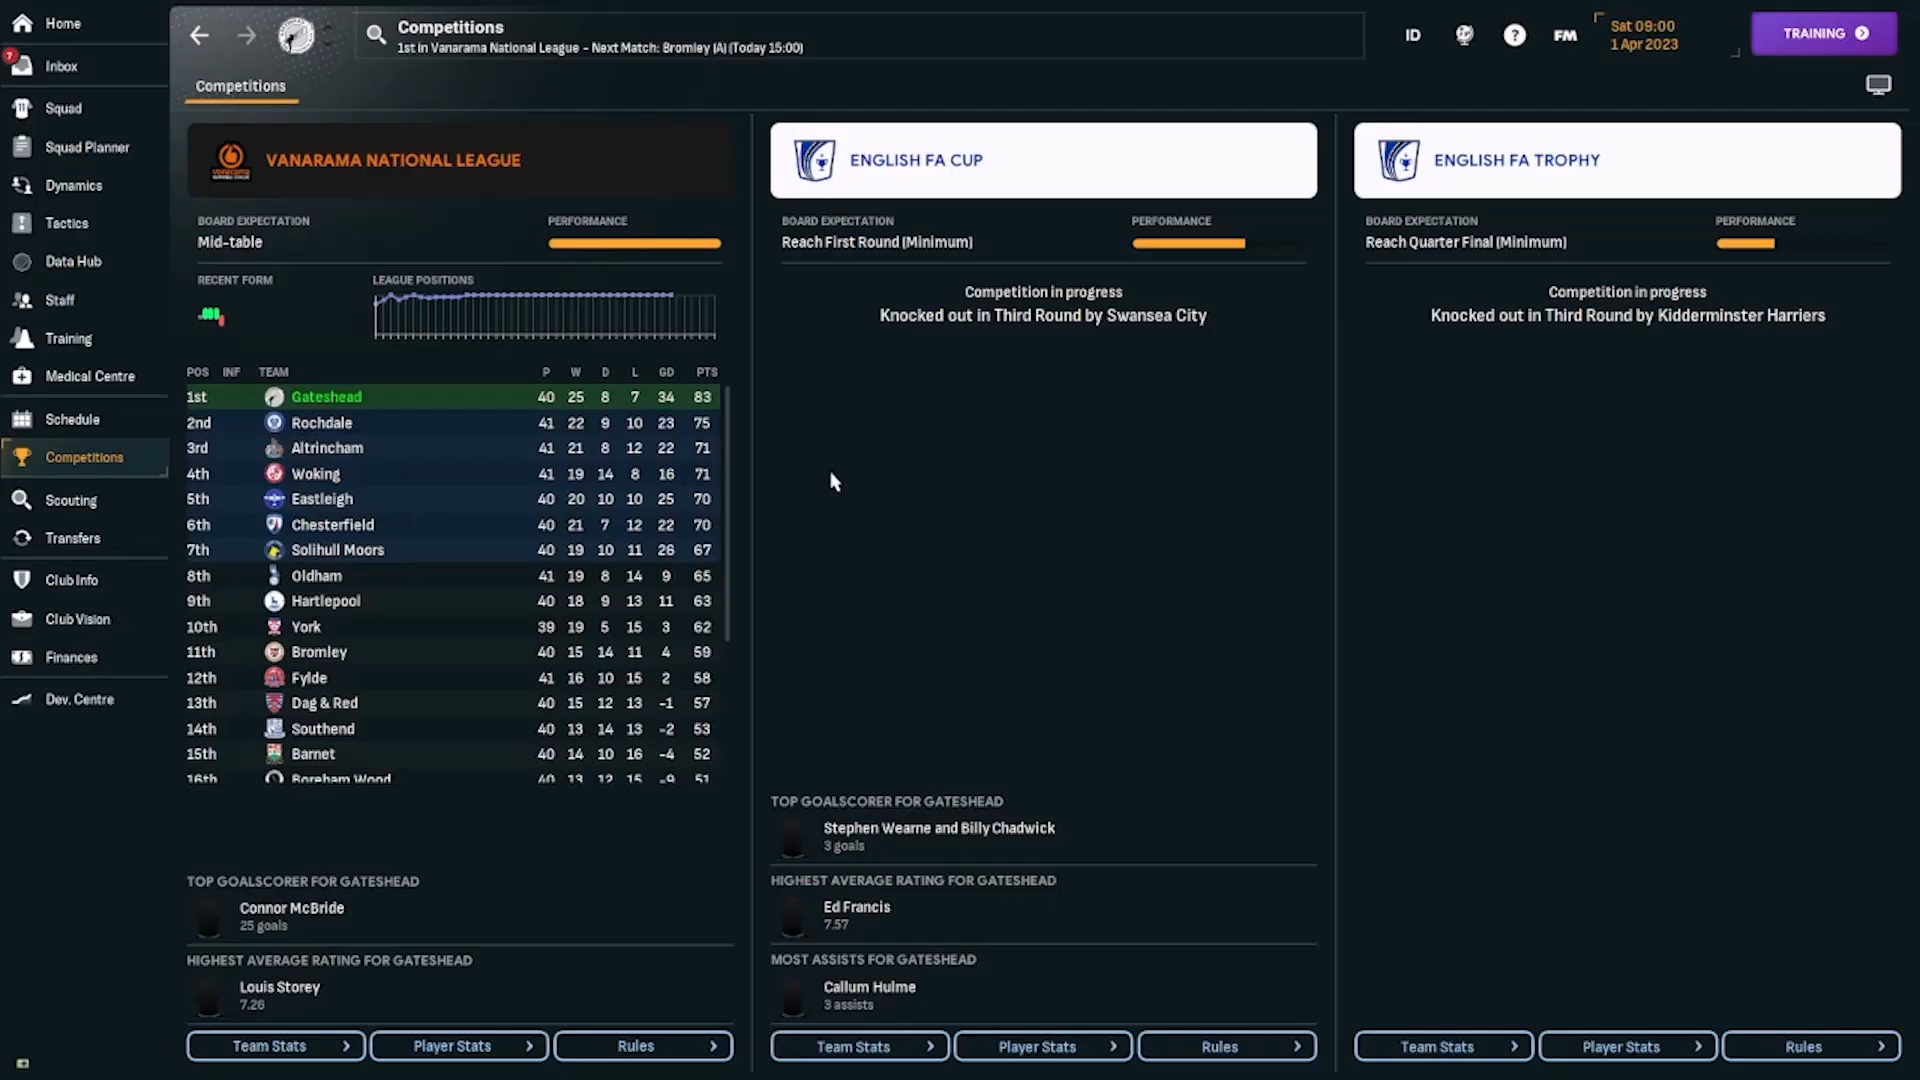 Home
7
Inbox
Squad
Squad Planner
Dynamics
Tactics
Data Hub
Staff
Training
Medical Centre
Schedule
Competitions
Scouting
Transfers
Club Info
Club Vision
Finances
Dev. Centre
Competitions
1st in Vanarama National League - Next Match: Bromley (A) (Today 15:00)
ID
?
FM
Sat 09:00
1 Apr 2023
TRAINING
Competitions
VANARAMA NATIONAL LEAGUE
BOARD EXPECTATION PERFORMANCE
Mid-table
RECENT FORM LEAGUE POSITIONS
POS INF TEAM P W D L GD PTS
1st Gateshead 40 25 8 7 34 83
2nd Rochdale 41 22 9 10 23 75
3rd Altrincham 41 21 8 12 22 71
4th Woking 41 19 14 8 16 71
5th Eastleigh 40 20 10 10 25 70
6th Chesterfield 40 21 7 12 22 70
7th Solihull Moors 40 19 10 11 26 67
8th Oldham 41 19 8 14 9 65
9th Hartlepool 40 18 9 13 11 63
10th York 39 19 5 15 3 62
11th Bromley 40 15 14 11 4 59
12th Fylde 41 16 10 15 2 58
13th Dag & Red 40 15 12 13 -1 57
14th Southend 40 13 14 13 -2 53
15th Barnet 40 14 10 16 -4 52
16th Boreham Wood 40 13 12 15 -9 51
TOP GOALSCORER FOR GATESHEAD
Connor McBride
25 goals
HIGHEST AVERAGE RATING FOR GATESHEAD
Louis Storey
7.26
Team Stats Player Stats Rules
ENGLISH FA CUP
BOARD EXPECTATION PERFORMANCE
Reach First Round (Minimum)
Competition in progress
Knocked out in Third Round by Swansea City
TOP GOALSCORER FOR GATESHEAD
Stephen Wearne and Billy Chadwick
3 goals
HIGHEST AVERAGE RATING FOR GATESHEAD
Ed Francis
7.57
MOST ASSISTS FOR GATESHEAD
Callum Hulme
3 assists
Team Stats Player Stats Rules
ENGLISH FA TROPHY
BOARD EXPECTATION PERFORMANCE
Reach Quarter Final (Minimum)
Competition in progress
Knocked out in Third Round by Kidderminster Harriers
Team Stats Player Stats Rules